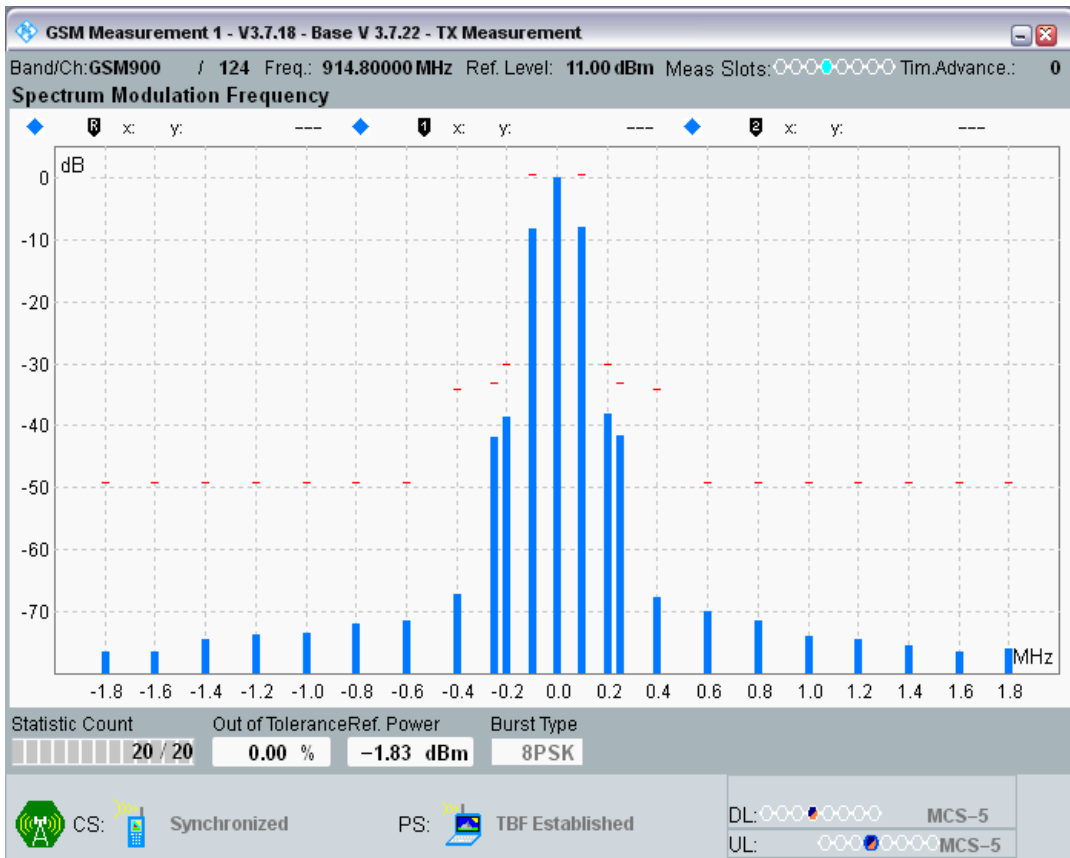 GSM Measurement 1 - V3.7.18 - Base V 3.7.22 - TX Measurement
Band/Ch:GSM900 / 124 Freq.: 914.80000 MHz Ref. Level: 11.00 dBm Meas Slots: Tim.Advance.: 0
Spectrum Modulation Frequency
R x: y: --- 1 x: y: --- 2 x: y: ---
dB
0
-10
-20
-30
-40
-50
-60
-70
MHz
-1.8 -1.6 -1.4 -1.2 -1.0 -0.8 -0.6 -0.4 -0.2 0.0 0.2 0.4 0.6 0.8 1.0 1.2 1.4 1.6 1.8
Statistic Count Out of Tolerance Ref. Power Burst Type
20 / 20 0.00 % −1.83 dBm 8PSK
CS: Synchronized PS: TBF Established
DL: MCS–5
UL: MCS–5